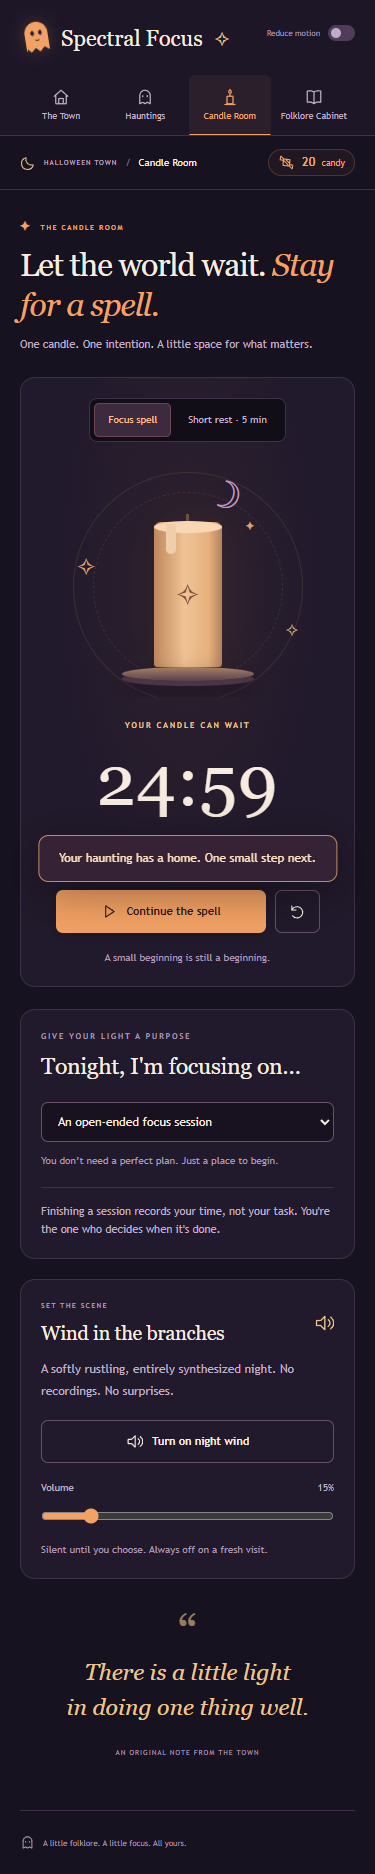 Spectral Focus
Reduce motion
The Town
Hauntings
Candle Room
Folklore Cabinet
HALLOWEEN TOWN / Candle Room
20 candy
THE CANDLE ROOM
Let the world wait. Stay
for a spell.
One candle. One intention. A little space for what matters.
Focus spell
Short rest · 5 min
YOUR CANDLE CAN WAIT
24:59
Your haunting has a home. One small step next.
Continue the spell
A small beginning is still a beginning.
GIVE YOUR LIGHT A PURPOSE
Tonight, I'm focusing on...
An open-ended focus session
You don't need a perfect plan. Just a place to begin.
Finishing a session records your time, not your task. You're
the one who decides when it's done.
SET THE SCENE
Wind in the branches
A softly rustling, entirely synthesized night. No
recordings. No surprises.
Turn on night wind
Volume
15%
Silent until you choose. Always off on a fresh visit.
“
There is a little light
in doing one thing well.
AN ORIGINAL NOTE FROM THE TOWN
A little folklore. A little focus. All yours.